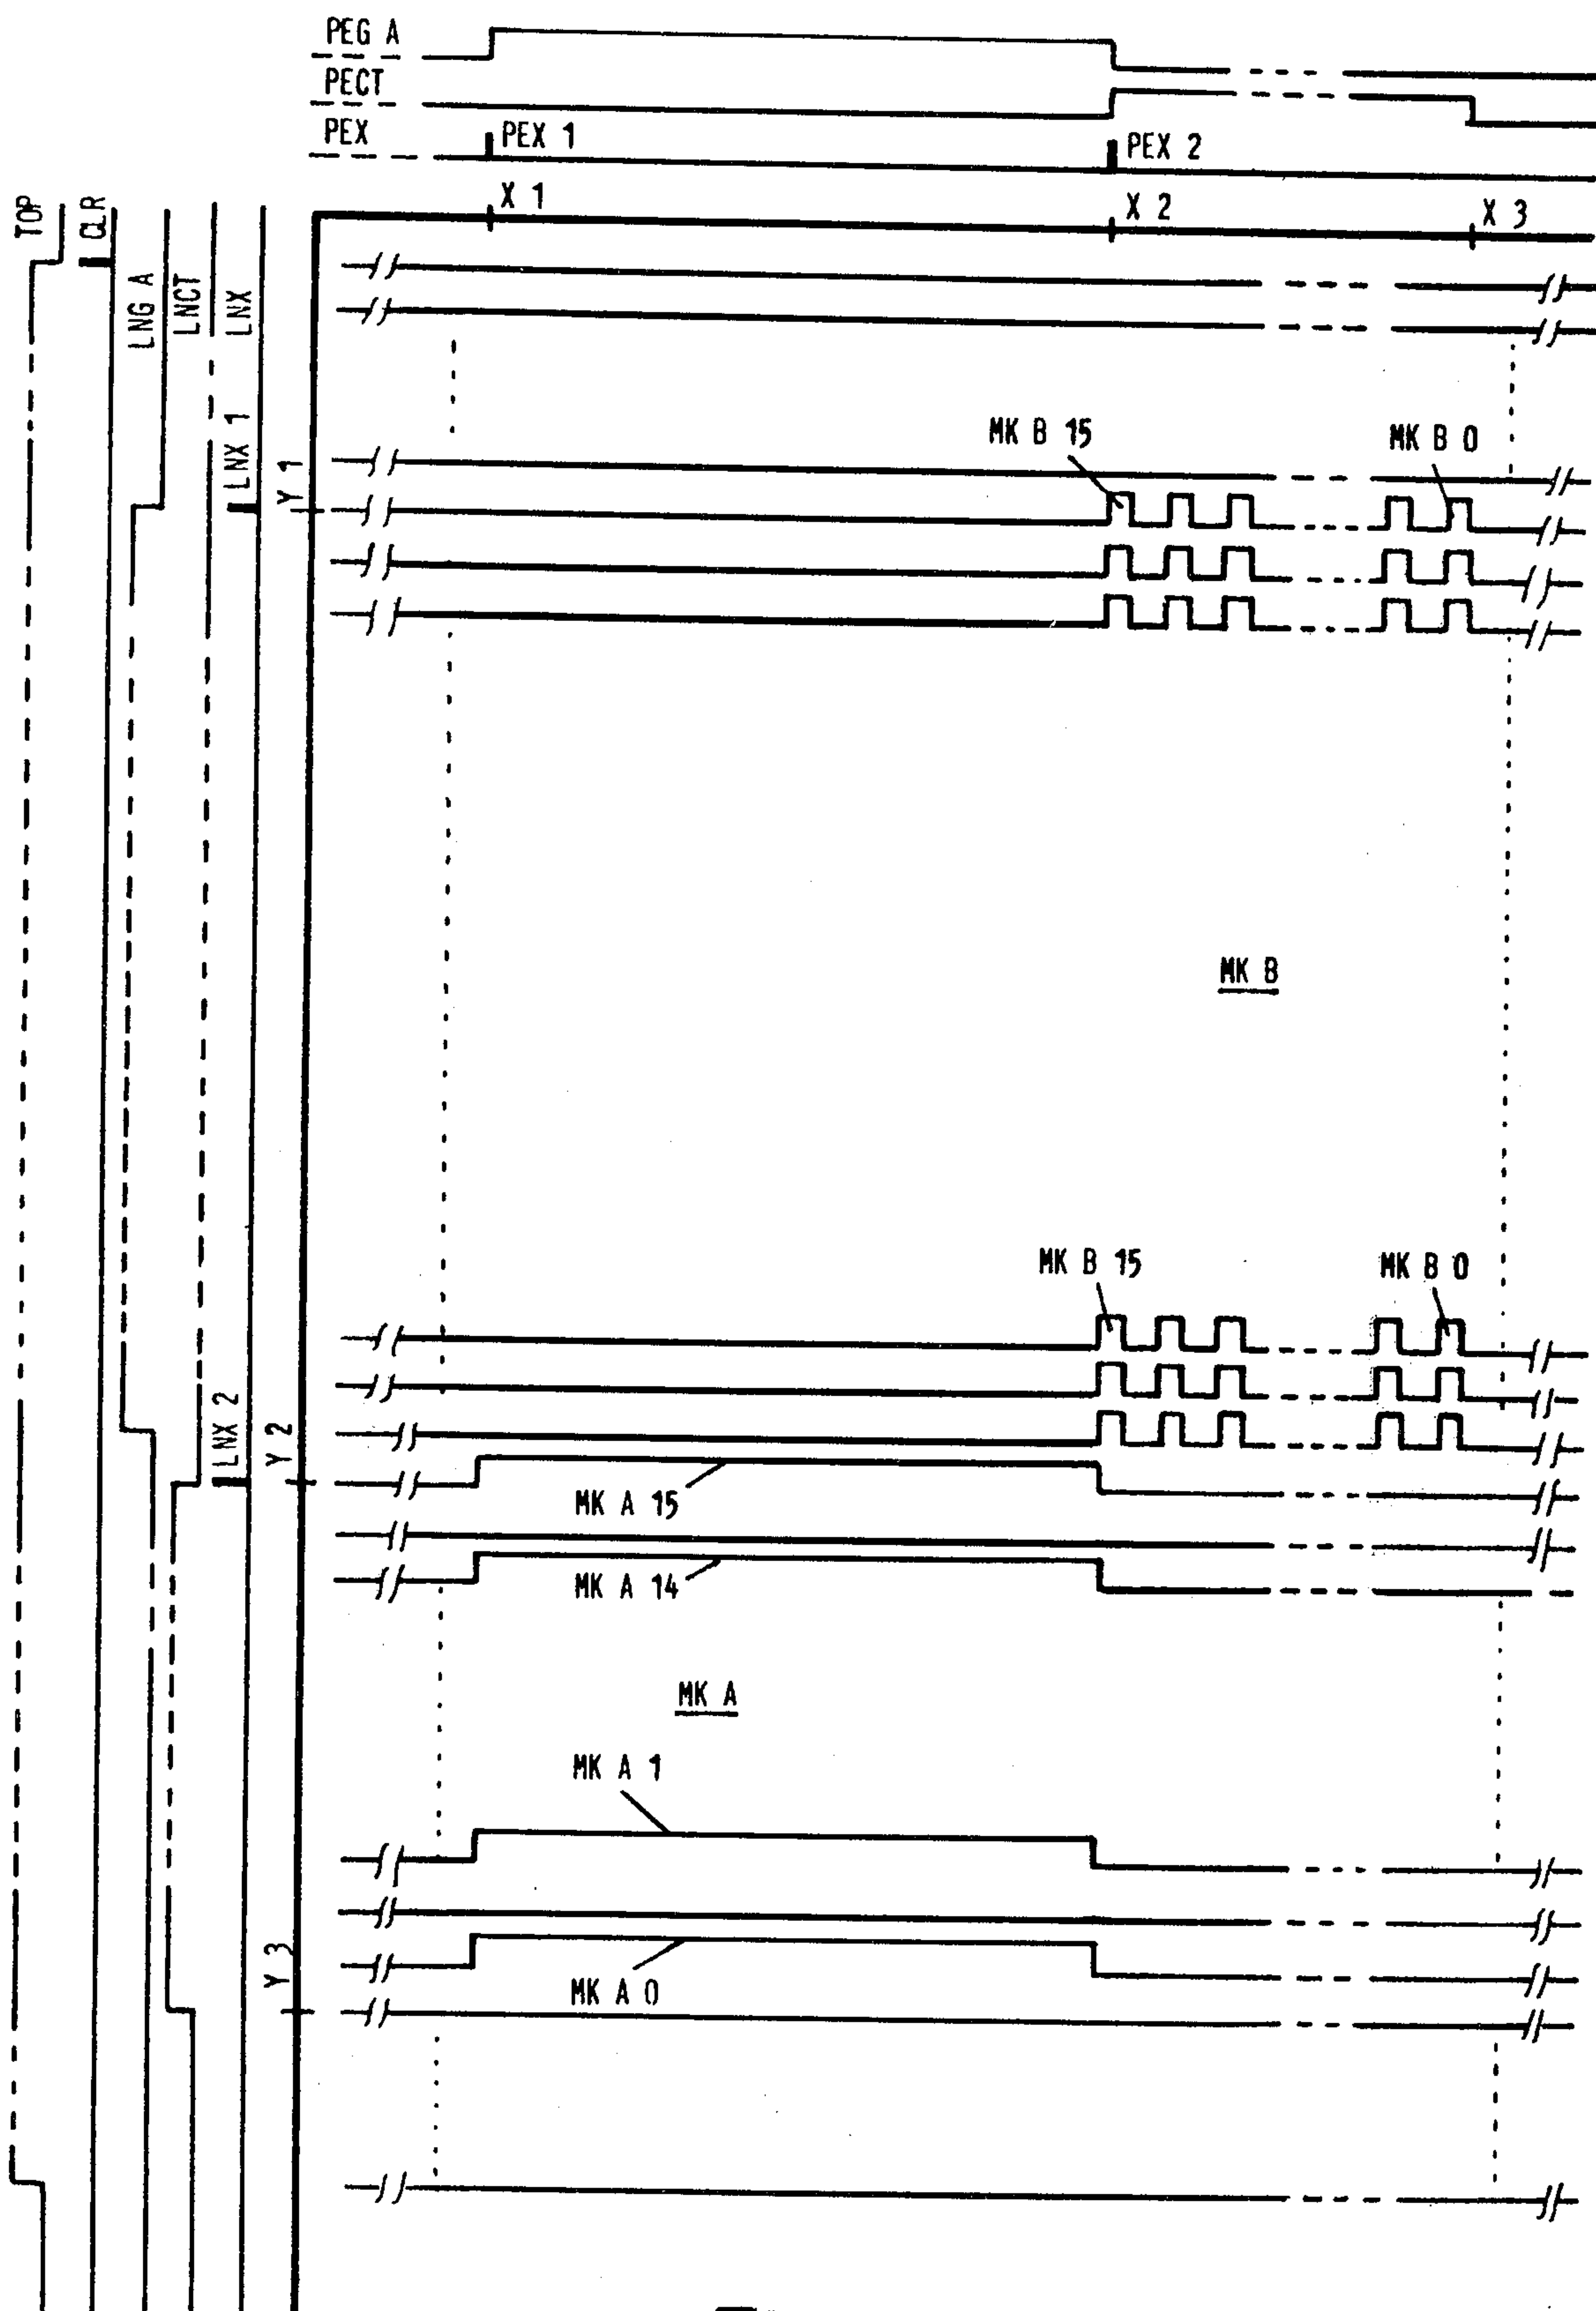 PEG A
PECT
PEX
PEX 1
PEX 2
X 1
X 2
X 3
TOP
CLR
LNG A
LNCT
LNX
LNX 1
Y 1
MK B 15
MK B 0
MK B
MK B 15
MK B 0
LNX 2
Y 2
MK A 15
MK A 14
MK A
MK A 1
Y 3
MK A 0